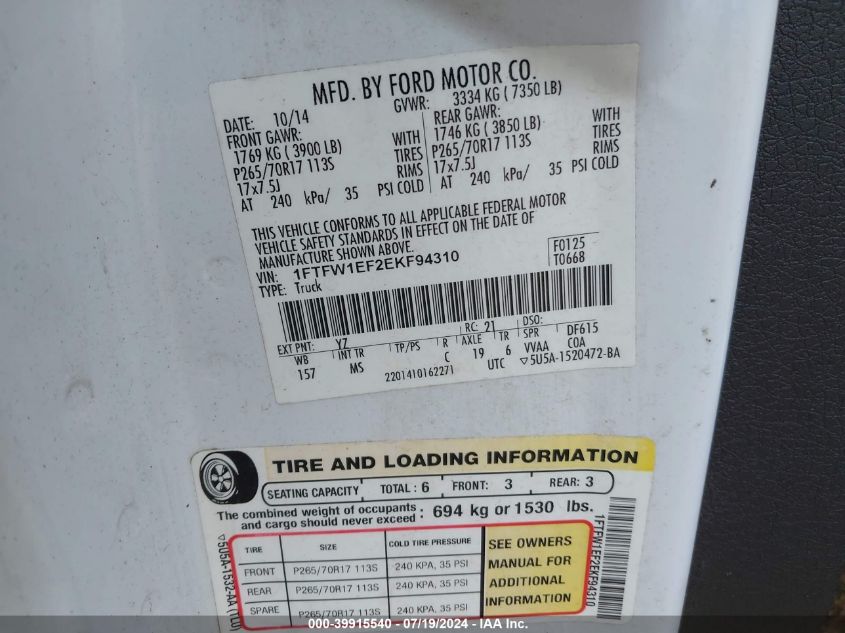 MFD. BY FORD MOTOR CO.
DATE: 10/14 GVWR: 3334 KG ( 7350 LB)
FRONT GAWR: REAR GAWR:
1769 KG ( 3900 LB) WITH 1746 KG ( 3850 LB) WITH
P265/70R17 113S TIRES P265/70R17 113S TIRES
17x7.5J RIMS 17x7.5J RIMS
AT 240 kPa/ 35 PSI COLD AT 240 kPa/ 35 PSI COLD
THIS VEHICLE CONFORMS TO ALL APPLICABLE FEDERAL MOTOR
VEHICLE SAFETY STANDARDS IN EFFECT ON THE DATE OF
MANUFACTURE SHOWN ABOVE.
VIN: 1FTFW1EF2EKF94310 F0125
TYPE: Truck T0668
EXT PNT: YZ RC: 21 DSO:
WB INT TR TP/PS R AXLE TR SPR DF615
157 MS C 19 6 VVAA COA
2201410162271 UTC ▽5U5A-1520472-BA
TIRE AND LOADING INFORMATION
SEATING CAPACITY TOTAL : 6 FRONT: 3 REAR: 3
The combined weight of occupants
and cargo should never exceed : 694 kg or 1530 lbs.
TIRE SIZE COLD TIRE PRESSURE
FRONT P265/70R17 113S 240 KPA, 35 PSI
REAR P265/70R17 113S 240 KPA, 35 PSI
SPARE P265/70R17 113S 240 KPA, 35 PSI
SEE OWNERS
MANUAL FOR
ADDITIONAL
INFORMATION
▽5U5A-1532-AA (TLU)
1FTFW1EF2EKF94310
000-39915540 - 07/19/2024 - IAA Inc.